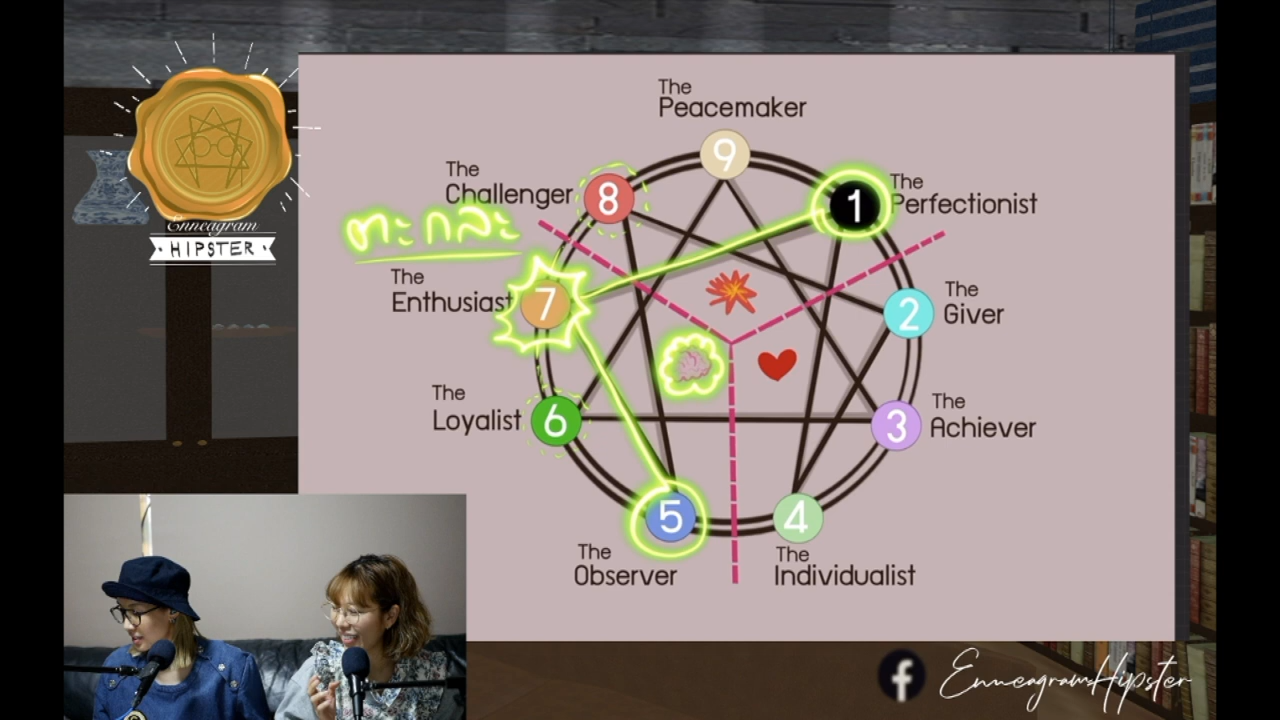 The
Peacemaker
9
The
Challenger
8
1
The
Perfectionist
ตะกละ
The
Enthusiast
7
2
The
Giver
The
Loyalist
6
3
The
Achiever
5
4
The
Observer
The
Individualist
Enneagram
HIPSTER
f
EnneagramHipster